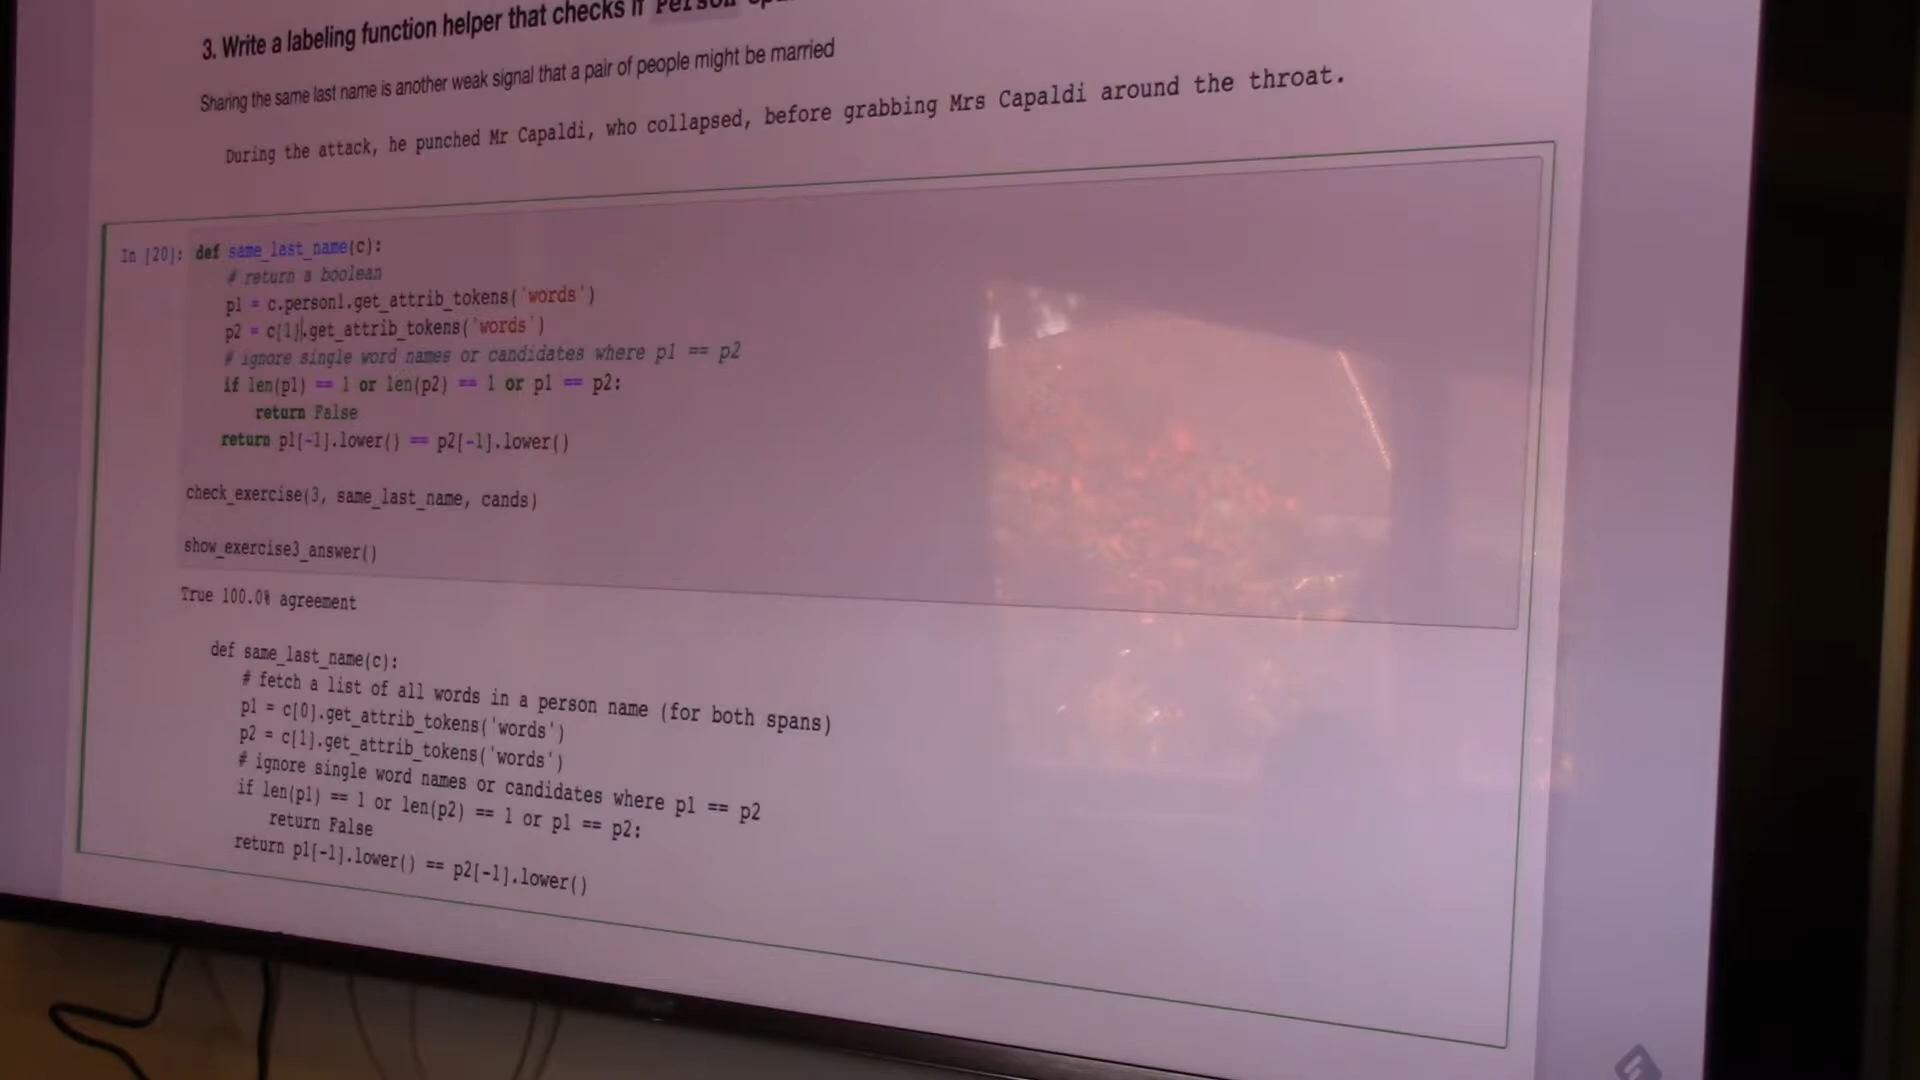 3. Write a labeling function helper that checks if Person
Sharing the same last name is another weak signal that a pair of people might be married
During the attack, he punched Mr Capaldi, who collapsed, before grabbing Mrs Capaldi around the throat.
In [20]: def same_last_name(c):
# return a boolean
p1 = c.person1.get_attrib_tokens('words')
p2 = c[1].get_attrib_tokens('words')
# ignore single word names or candidates where p1 == p2
if len(p1) == 1 or len(p2) == 1 or p1 == p2:
return False
return p1[-1].lower() == p2[-1].lower()
check_exercise(3, same_last_name, cands)
show_exercise3_answer()
True 100.0% agreement
def same_last_name(c):
# fetch a list of all words in a person name (for both spans)
p1 = c[0].get_attrib_tokens('words')
p2 = c[1].get_attrib_tokens('words')
# ignore single word names or candidates where p1 == p2
if len(p1) == 1 or len(p2) == 1 or p1 == p2:
return False
return p1[-1].lower() == p2[-1].lower()